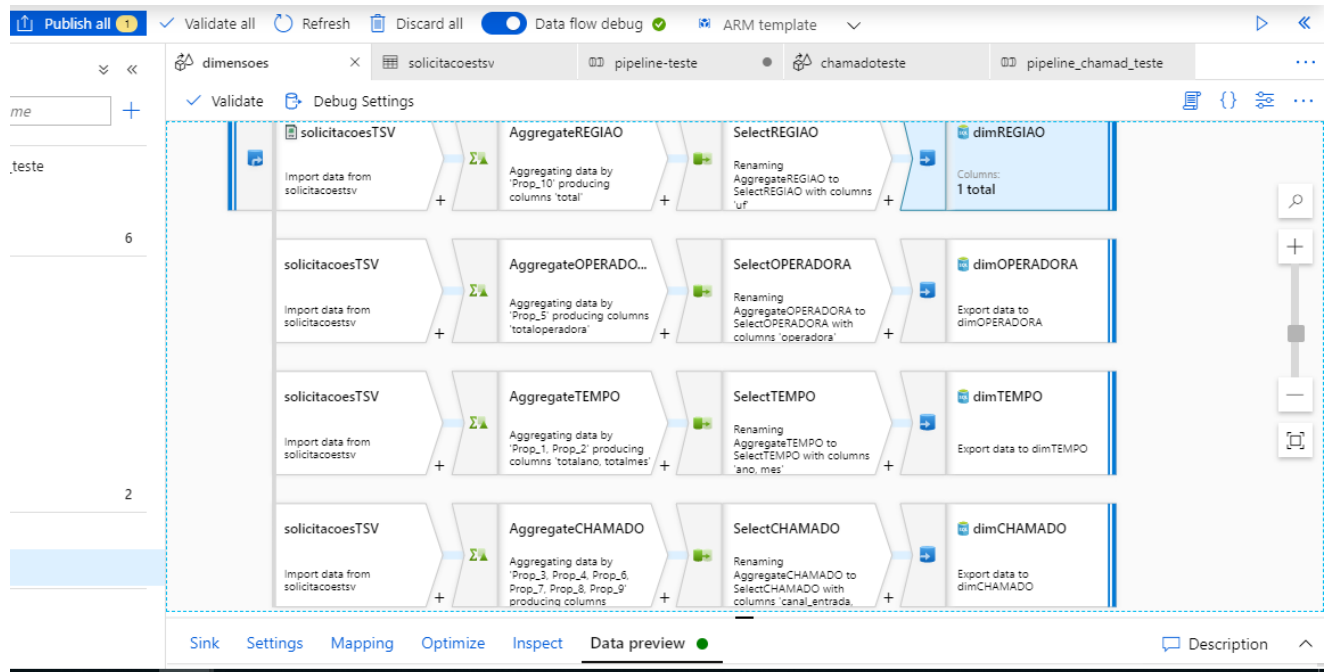 Publish all 1
Validate all
Refresh
Discard all
Data flow debug
ARM template
dimensoes
solicitacoestsv
pipeline-teste
chamadoteste
pipeline_chamad_teste
me
Validate
Debug Settings
_teste
6
2
solicitacoesTSV
Import data from
solicitacoestsv
+
AggregateREGIAO
Aggregating data by
'Prop_10' producing
columns 'total'
+
SelectREGIAO
Renaming
AggregateREGIAO to
SelectREGIAO with columns
'uf'
+
dimREGIAO
Columns:
1 total
solicitacoesTSV
Import data from
solicitacoestsv
+
AggregateOPERADO...
Aggregating data by
'Prop_5' producing columns
'totaloperadora'
+
SelectOPERADORA
Renaming
AggregateOPERADORA to
SelectOPERADORA with
columns 'operadora'
+
dimOPERADORA
Export data to
dimOPERADORA
solicitacoesTSV
Import data from
solicitacoestsv
+
AggregateTEMPO
Aggregating data by
'Prop_1, Prop_2' producing
columns 'totalano, totalmes'
+
SelectTEMPO
Renaming
AggregateTEMPO to
SelectTEMPO with columns
'ano, mes'
+
dimTEMPO
Export data to dimTEMPO
solicitacoesTSV
Import data from
solicitacoestsv
+
AggregateCHAMADO
Aggregating data by
'Prop_3, Prop_4, Prop_6,
Prop_7, Prop_8, Prop_9'
producing columns
+
SelectCHAMADO
Renaming
AggregateCHAMADO to
SelectCHAMADO with
columns 'canal_entrada,
+
dimCHAMADO
Export data to
dimCHAMADO
Sink
Settings
Mapping
Optimize
Inspect
Data preview
Description